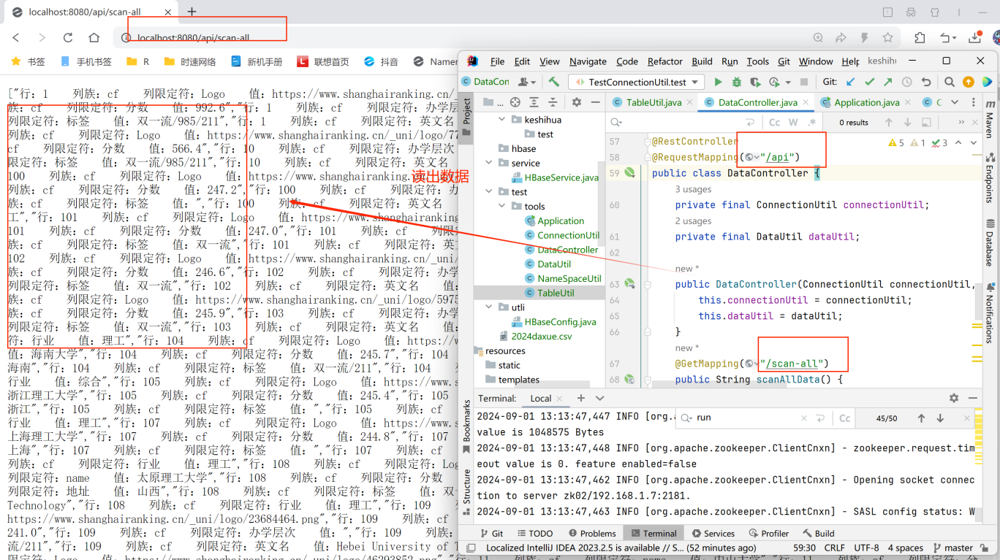 localhost:8080/api/scan-all
localhost:8080/api/scan-all
书签 手机书签 R 时速网络 新机手册 联想首页 抖音
["行: 1 列族: cf 列限定符: Logo 值: https://www.shanghairanking.cn/_
列族: cf 列限定符: 分数 值: 992.6","行: 1 列族: cf 列限定符: 办学层
列限定符: 标签 值: 双一流/985/211","行: 1 列族: cf 列限定符: 英文名
列族: cf 列限定符: Logo 值: https://www.shanghairanking.cn/_uni/logo/77
cf 列限定符: 分数 值: 566.4","行: 10 列族: cf 列限定符: 办学层次
限定符: 标签 值: 双一流/985/211","行: 10 列族: cf 列限定符: 英文名
100 列族: cf 列限定符: Logo 值: https://www.shanghairanking.cn/_uni
列族: cf 列限定符: 分数 值: 247.2","行: 100 列族: cf 列限定符: 办
列族: cf 列限定符: 标签 值: ","行: 100 列族: cf 列限定符: 英文名
工","行: 101 列族: cf 列限定符: Logo 值: https://www.shanghairanking
101 列族: cf 列限定符: 分数 值: 247.0","行: 101 列族: cf 列限
列族: cf 列限定符: 标签 值: 双一流","行: 101 列族: cf 列限定符: 英
102 列族: cf 列限定符: Logo 值: https://www.shanghairanking.cn/_uni/
族: cf 列限定符: 分数 值: 246.6","行: 102 列族: cf 列限定符: 办学
列限定符: 标签 值: 双一流","行: 102 列族: cf 列限定符: 英文名 值:
列族: cf 列限定符: Logo 值: https://www.shanghairanking.cn/_uni/logo/5975
族: cf 列限定符: 分数 值: 245.9","行: 103 列族: cf 列限定符: 办学
列限定符: 标签 值: 双一流","行: 103 列族: cf 列限定符: 英文名 值
符: 行业 值: 理工","行: 104 列族: cf 列限定符: Logo 值: https://w
值: 海南大学","行: 104 列族: cf 列限定符: 分数 值: 245.7","行: 104
海南","行: 104 列族: cf 列限定符: 标签 值: 双一流/211","行: 104
行业 值: 综合","行: 105 列族: cf 列限定符: Logo 值: https://www.s
浙江理工大学","行: 105 列族: cf 列限定符: 分数 值: 245.4","行: 105
浙江","行: 105 列族: cf 列限定符: 标签 值: ","行: 105 列族: cf
行业 值: 理工","行: 107 列族: cf 列限定符: Logo 值: https://www.s
上海理工大学","行: 107 列族: cf 列限定符: 分数 值: 244.8","行: 107
上海","行: 107 列族: cf 列限定符: 标签 值: ","行: 107 列族: cf
列族: cf 列限定符: 行业 值: 理工","行: 108 列族: cf 列限定符: Log
列限定符: name 值: 太原理工大学","行: 108 列族: cf 列限定符: 分数
列限定符: 地址 值: 山西","行: 108 列族: cf 列限定符: 标签 值: 双一
Technology","行: 108 列族: cf 列限定符: 行业 值: 理工","行: 109 列族
https://www.shanghairanking.cn/_uni/logo/23684464.png","行: 109 列族: cf
241.0","行: 109 列族: cf 列限定符: 办学层次 值: ","行: 109 列族:
流/211","行: 109 列族: cf 列限定符: 英文名 值: Hebei University of T
读出数据
File Edit View Navigate Code Refactor Build Run Tools Git Window Help keshihu
DataCon TestConnectionUtil.test Git:
Project
TableUtil.java DataController.java Application.java C
keshihua
test
hbase
service
HBaseService.java
test
tools
Application
ConnectionUtil
DataController
DataUtil
NameSpaceUtil
TableUtil
utli
HBaseConfig.java
2024daxue.csv
resources
static
templates
Cc W .* 0 results
5 1 3
57 @RestController
58 @RequestMapping("/api")
59 public class DataController {
3 usages
60 private final ConnectionUtil connectionUtil;
2 usages
61 private final DataUtil dataUtil;
62
new *
63 public DataController(ConnectionUtil connectionUtil,
64 this.connectionUtil = connectionUtil;
65 this.dataUtil = dataUtil;
66 }
new *
67 @GetMapping("/scan-all")
68 public String scanAllData() {
Maven
Endpoints
Database
Notifications
Bookmarks
Structure
Terminal: Local
run Cc 45/50
2024-09-01 13:13:47,447 INFO [org.
value is 1048575 Bytes
2024-09-01 13:13:47,448 INFO [org.apache.zookeeper.ClientCnxn] - zookeeper.request.tim
eout value is 0. feature enabled=false
2024-09-01 13:13:47,462 INFO [org.apache.zookeeper.ClientCnxn] - Opening socket connec
tion to server zk02/192.168.1.7:2181.
2024-09-01 13:13:47,463 INFO [org.apache.zookeeper.ClientCnxn] - SASL config status: W
Git TODO Problems Terminal Services Profiler Build
Localized IntelliJ IDEA 2023.2.5 is available // S... (52 minutes ago) 59:30 CRLF UTF-8 4 spaces master